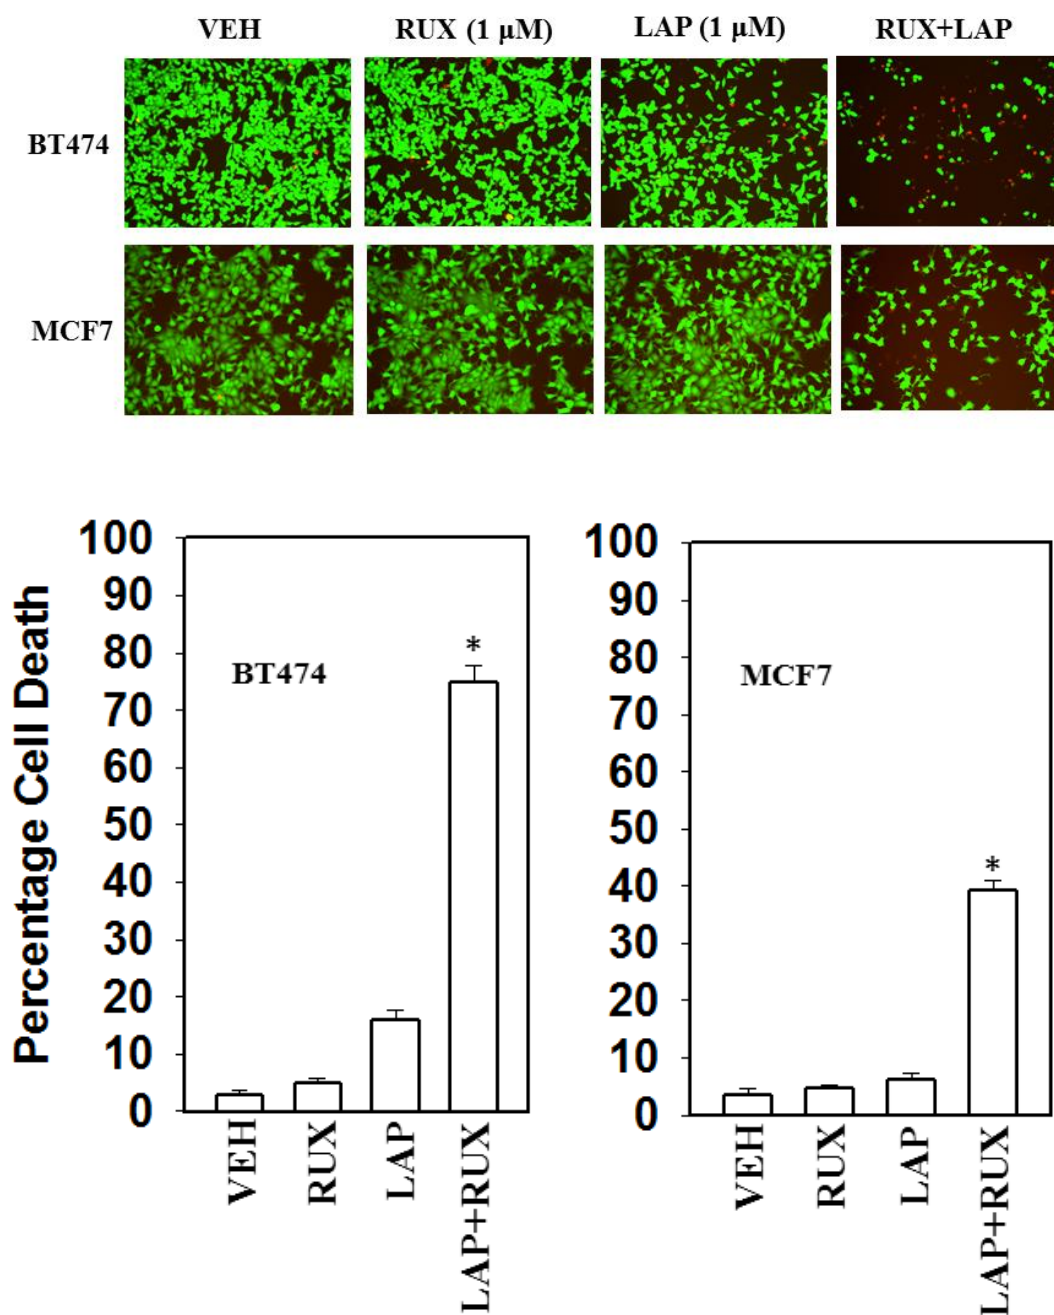 VEH RUX (1 µM) LAP (1 µM) RUX+LAP
BT474
MCF7
Percentage Cell Death
100
90
80
70
60
50
40
30
20
10
0
BT474
*
VEH
RUX
LAP
LAP+RUX
100
90
80
70
60
50
40
30
20
10
0
MCF7
*
VEH
RUX
LAP
LAP+RUX